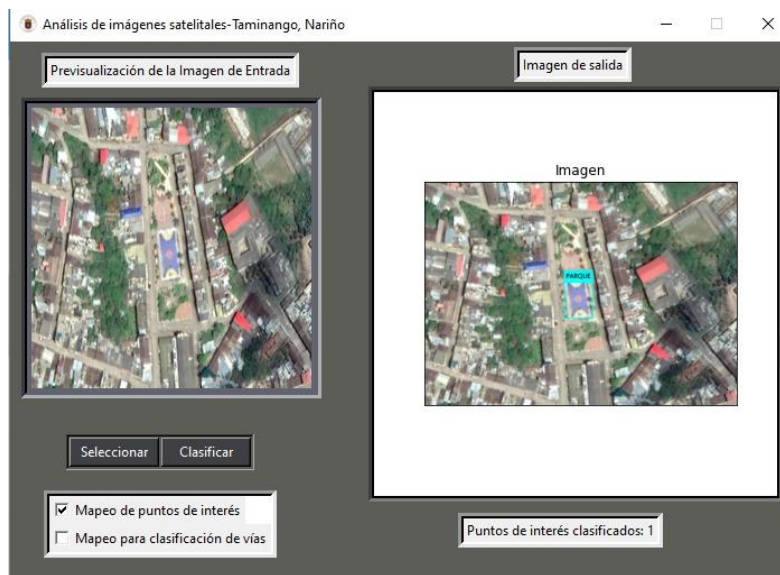 Análisis de imágenes satelitales-Taminango, Nariño
Previsualización de la Imagen de Entrada
Imagen de salida
Imagen
PARQUE
Seleccionar
Clasificar
Mapeo de puntos de interés
Mapeo para clasificación de vías
Puntos de interés clasificados: 1